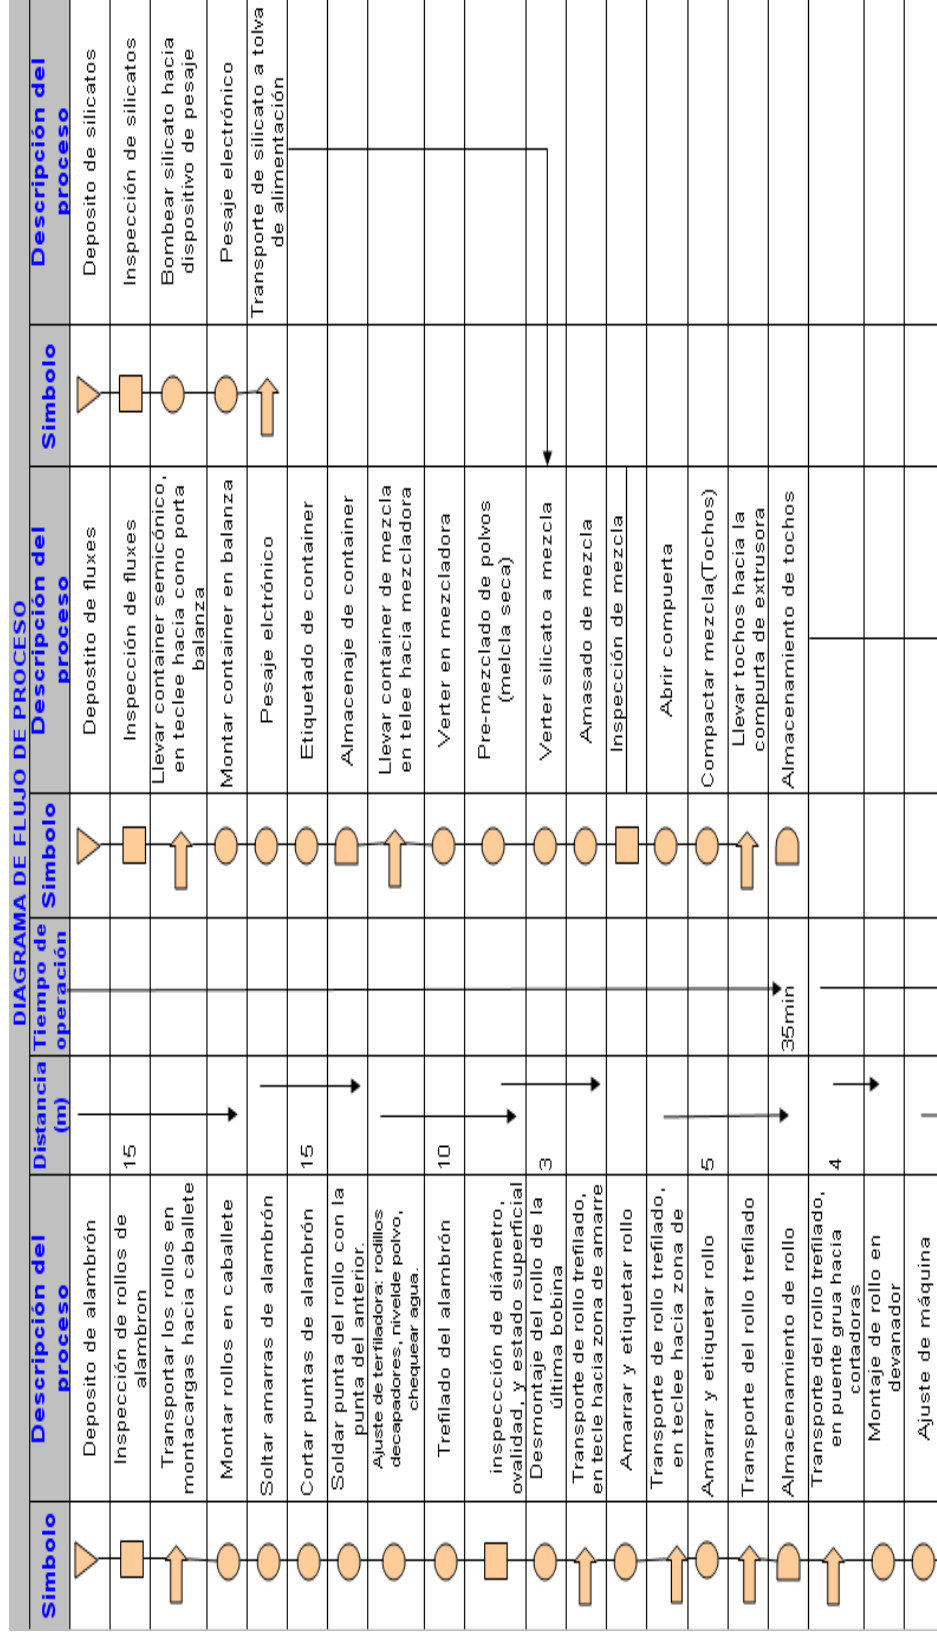 DIAGRAMA DE FLUJO DE PROCESO
Simbolo
Descripción del
proceso
Distancia
(m)
Tiempo de
operación
Simbolo
Descripción del
proceso
Simbolo
Descripción del
proceso
Deposito de alambrón
Inspección de rollos de
alambron
Transportar los rollos en
montacargas hacia caballete
Montar rollos en caballete
Soltar amarras de alambrón
Cortar puntas de alambrón
Soldar punta del rollo con la
punta del anterior.
Ajuste de terfiladora: rodillos
decapadores, nivelde polvo,
chequear agua.
Trefilado del alambrón
inspección de diámetro,
ovalidad, y estado superficial
Desmontaje del rollo de la
última bobina
Transporte de rollo trefilado,
en tecle hacia zona de amarre
Amarrar y etiquetar rollo
Transporte de rollo trefilado,
en teclee hacia zona de
Amarrar y etiquetar rollo
Transporte del rollo trefilado
Almacenamiento de rollo
Transporte del rollo trefilado,
en puente grua hacia
cortadoras
Montaje de rollo en
devanador
Ajuste de máquina
15
15
10
3
5
4
35min
Depostito de fluxes
Inspección de fluxes
Llevar container semicónico,
en teclee hacia cono porta
balanza
Montar container en balanza
Pesaje elctrónico
Etiquetado de container
Almacenaje de container
Llevar container de mezcla
en telee hacia mezcladora
Verter en mezcladora
Pre-mezclado de polvos
(melcla seca)
Verter silicato a mezcla
Amasado de mezcla
Inspección de mezcla
Abrir compuerta
Compactar mezcla(Tochos)
Llevar tochos hacia la
compurta de extrusora
Almacenamiento de tochos
Deposito de silicatos
Inspección de silicatos
Bombear silicato hacia
dispositivo de pesaje
Pesaje electrónico
Transporte de silicato a tolva
de alimentación